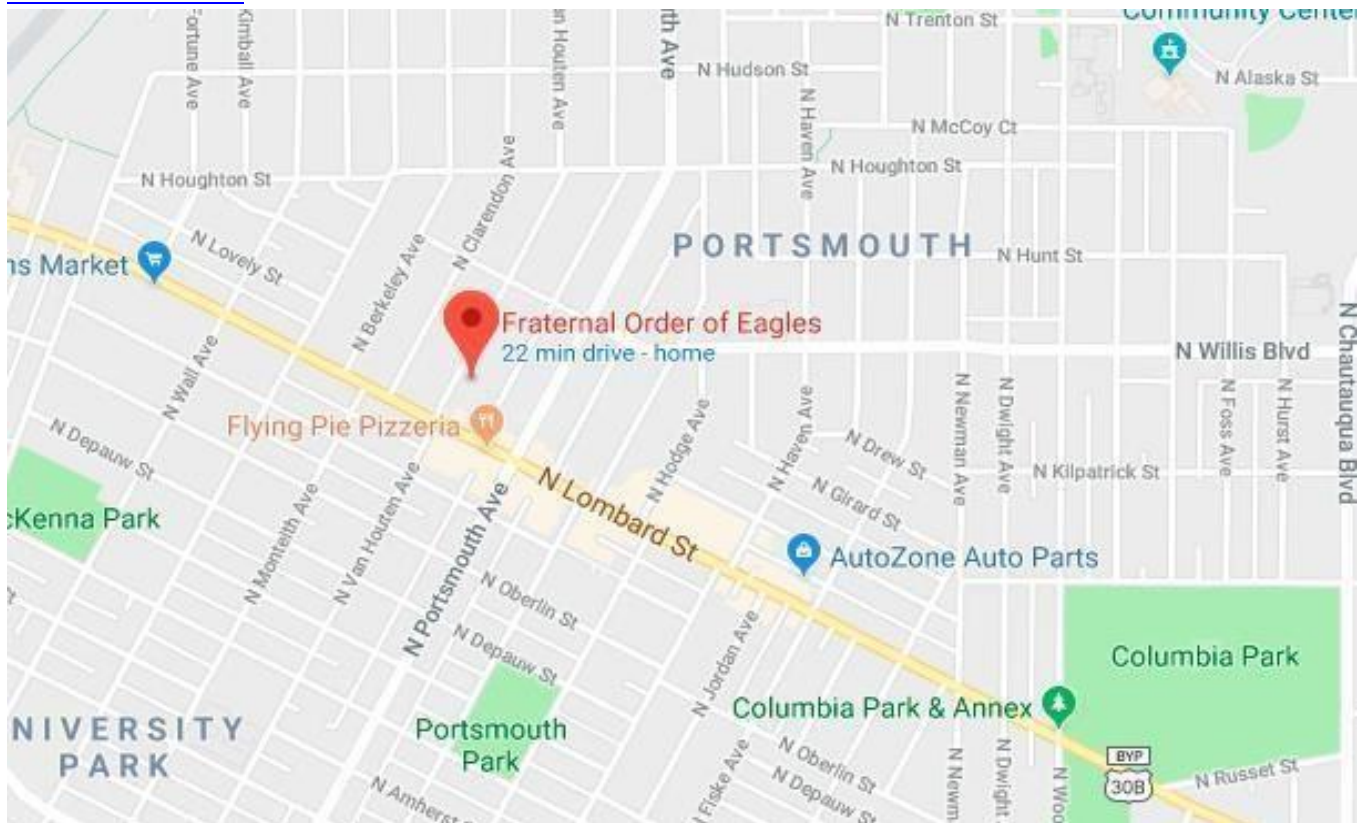 N Trenton St
Community Center
Fortune Ave
Kimball Ave
an Houten Ave
rth Ave
N Hudson St
N Haven Ave
N Alaska St
N McCoy Ct
N Houghton St
N Houghton St
N Clarendon Ave
N Berkeley Ave
N Lovely St
PORTSMOUTH
N Hunt St
ns Market
N Chautauqua Blvd
Fraternal Order of Eagles
22 min drive - home
N Willis Blvd
N Wall Ave
Flying Pie Pizzeria
N Depauw St
N Hodge Ave
N Haven Ave
N Drew St
N Newman Ave
N Dwight Ave
N Foss Ave
N Hurst Ave
N Kilpatrick St
N Girard St
cKenna Park
N Lombard St
N Monteith Ave
N Van Houten Ave
N Portsmouth Ave
AutoZone Auto Parts
N Oberlin St
N Depauw St
N Jordan Ave
Columbia Park
Columbia Park & Annex
NIVERSITY
PARK
Portsmouth
Park
N Fiske Ave
N Oberlin St
N Depauw St
N Newm
N Dwight
N Woo
BYP
30B
N Russet St
N Amherst